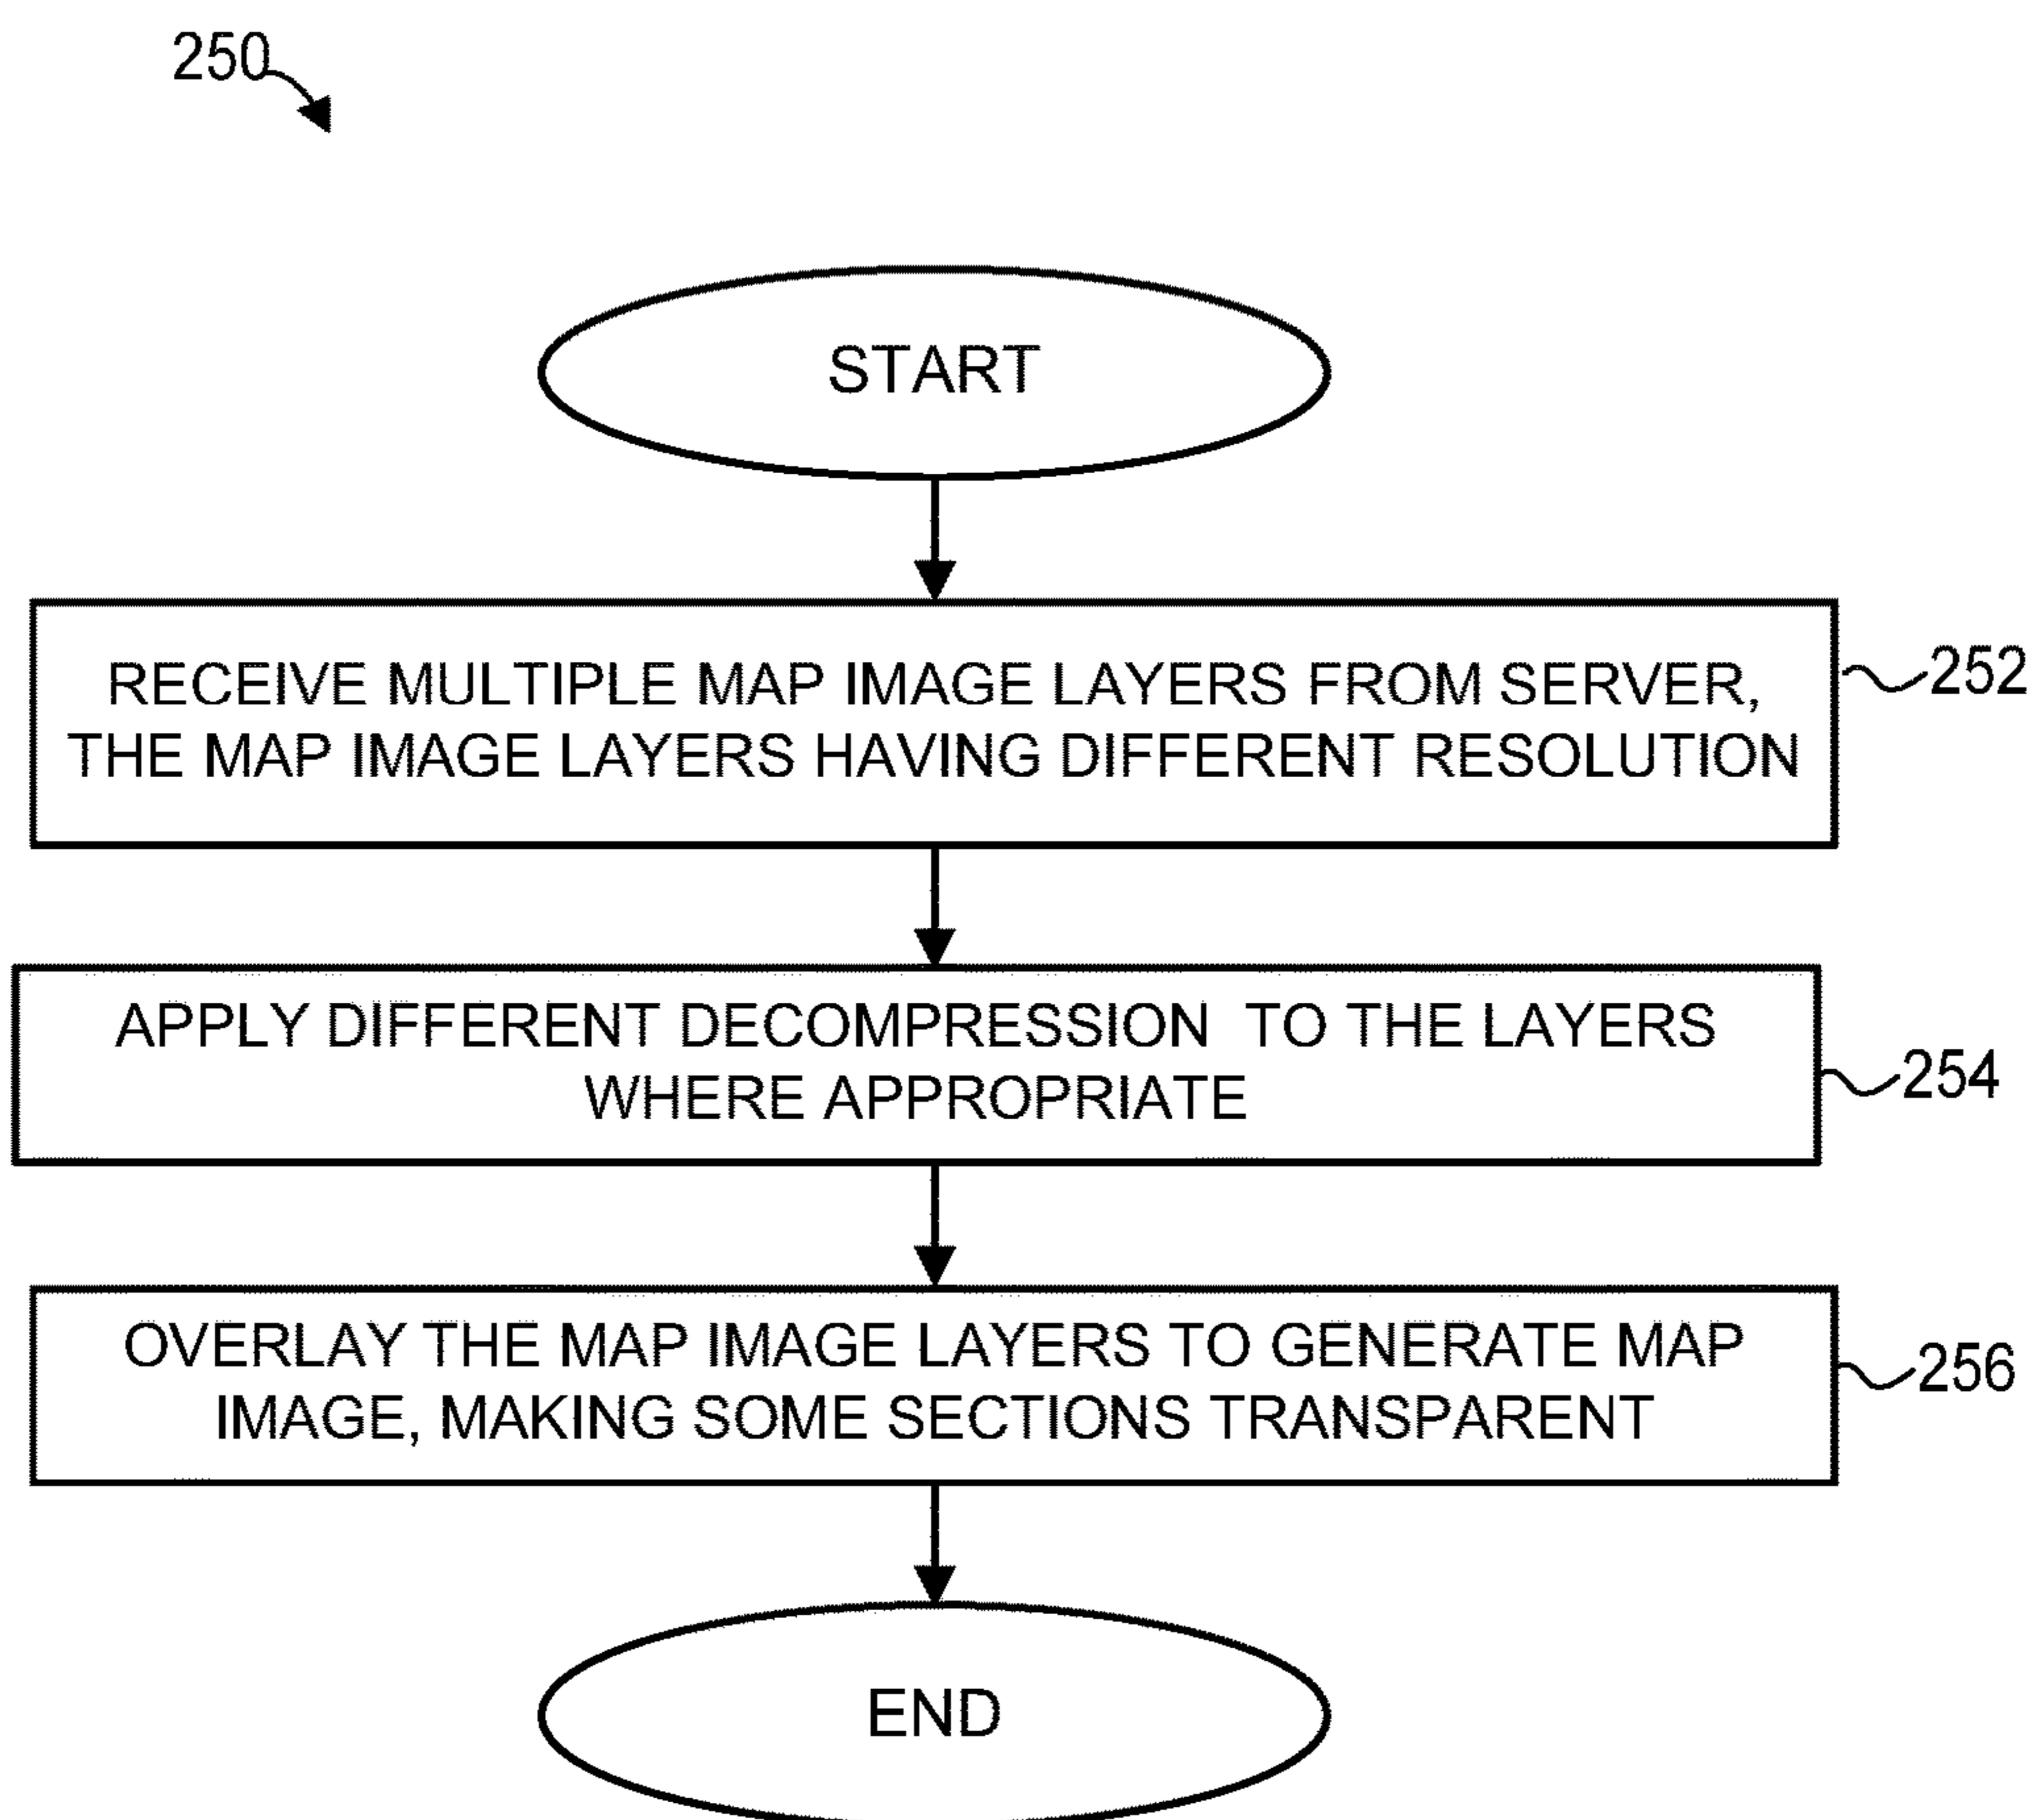 250
START
RECEIVE MULTIPLE MAP IMAGE LAYERS FROM SERVER,
THE MAP IMAGE LAYERS HAVING DIFFERENT RESOLUTION
252
APPLY DIFFERENT DECOMPRESSION TO THE LAYERS
WHERE APPROPRIATE
254
OVERLAY THE MAP IMAGE LAYERS TO GENERATE MAP
IMAGE, MAKING SOME SECTIONS TRANSPARENT
256
END